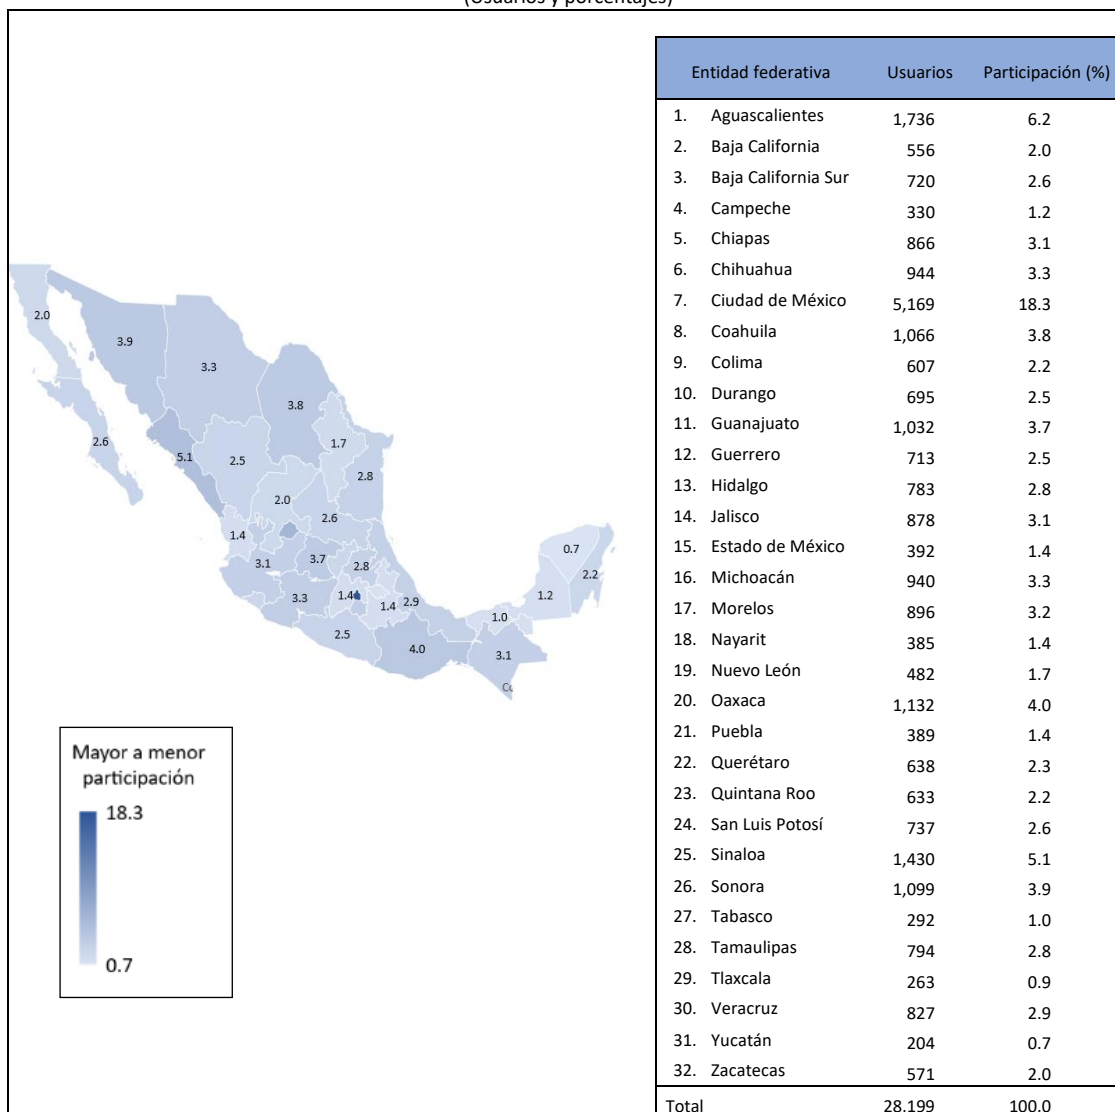 (Usuarios y porcentajes)
Entidad federativa Usuarios Participación (%)
1. Aguascalientes 1,736 6.2
2. Baja California 556 2.0
3. Baja California Sur 720 2.6
4. Campeche 330 1.2
5. Chiapas 866 3.1
6. Chihuahua 944 3.3
7. Ciudad de México 5,169 18.3
8. Coahuila 1,066 3.8
9. Colima 607 2.2
10. Durango 695 2.5
11. Guanajuato 1,032 3.7
12. Guerrero 713 2.5
13. Hidalgo 783 2.8
14. Jalisco 878 3.1
15. Estado de México 392 1.4
16. Michoacán 940 3.3
17. Morelos 896 3.2
18. Nayarit 385 1.4
19. Nuevo León 482 1.7
20. Oaxaca 1,132 4.0
21. Puebla 389 1.4
22. Querétaro 638 2.3
23. Quintana Roo 633 2.2
24. San Luis Potosí 737 2.6
25. Sinaloa 1,430 5.1
26. Sonora 1,099 3.9
27. Tabasco 292 1.0
28. Tamaulipas 794 2.8
29. Tlaxcala 263 0.9
30. Veracruz 827 2.9
31. Yucatán 204 0.7
32. Zacatecas 571 2.0
Total 28,199 100.0
2.0
3.9
3.3
3.8
2.6
5.1
2.5
1.7
2.8
2.0
2.6
1.4
3.1
3.7
2.8
0.7
2.2
1.2
3.3
1.4
1.4
2.9
1.0
2.5
4.0
3.1
Mayor a menor
participación
18.3
0.7